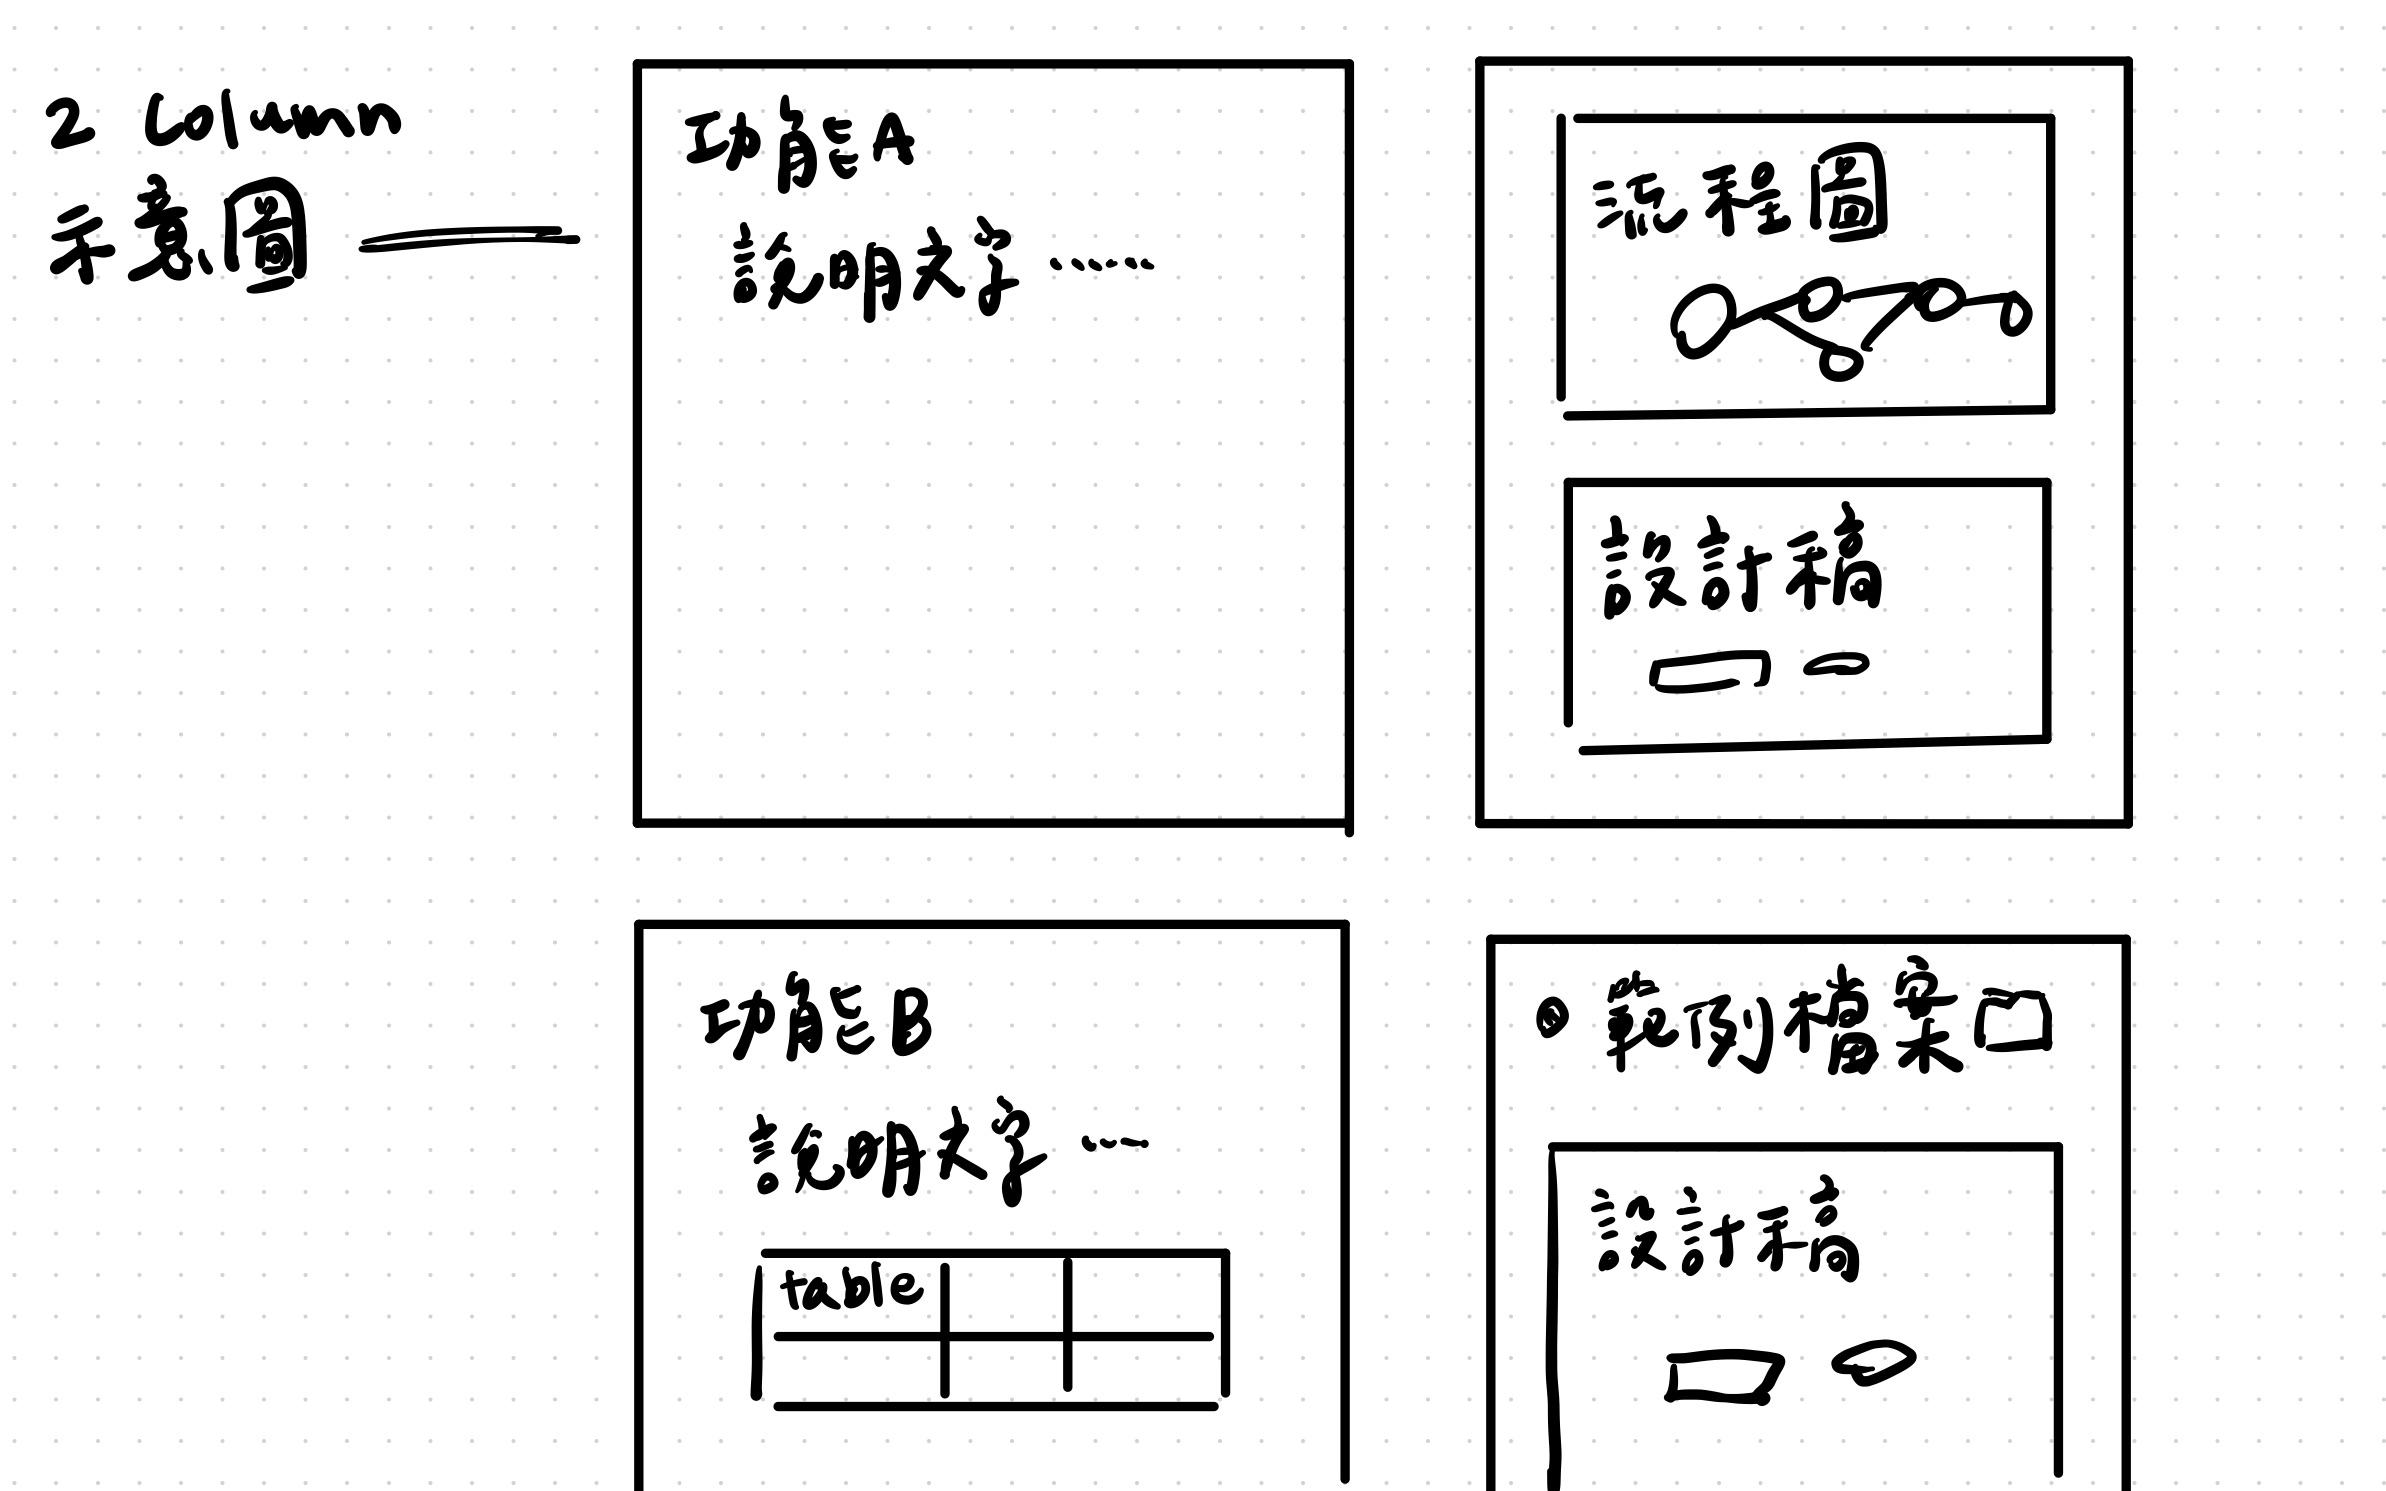 2 Column
示意圖
功能A
說明文字 ‥‥‥
流程圖
設計稿
功能B
說明文字 ‥‥
table
範例檔案
設計稿